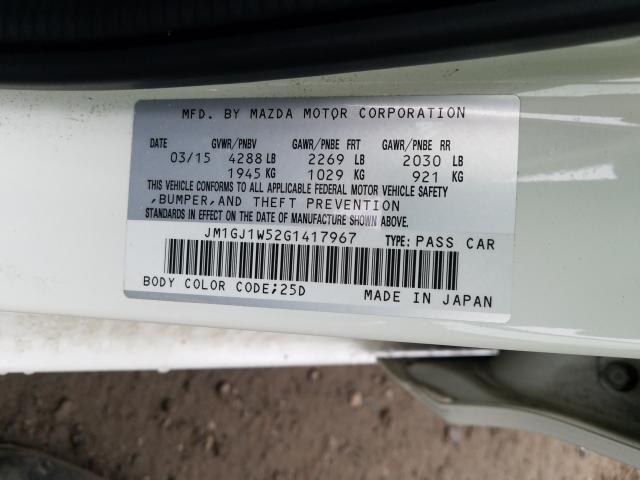 MFD. BY MAZDA MOTOR CORPORATION
DATE GVWR/PNBV GAWR/PNBE FRT GAWR/PNBE RR
03/15 4288 LB 2269 LB 2030 LB
1945 KG 1029 KG 921 KG
THIS VEHICLE CONFORMS TO ALL APPLICABLE FEDERAL MOTOR VEHICLE SAFETY
,BUMPER,AND THEFT PREVENTION
STANDARDS IN EFFECT ON THE DATE OF MANUFACTURE SHOWN ABOVE.
JM1GJ1W52G1417967 TYPE: PASS CAR
BODY COLOR CODE;25D MADE IN JAPAN